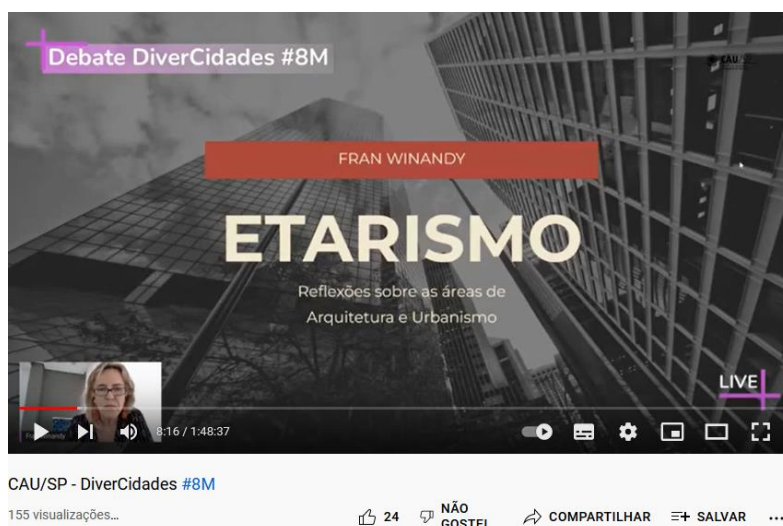 Debate DiverCidades #8M
CAU
FRAN WINANDY
ETARISMO
Reflexões sobre as áreas de
Arquitetura e Urbanismo
LIVE
8:16 / 1:48:37
CAU/SP - DiverCidades #8M
155 visualizações...
24
NÃO
GOSTEI
COMPARTILHAR
SALVAR
...